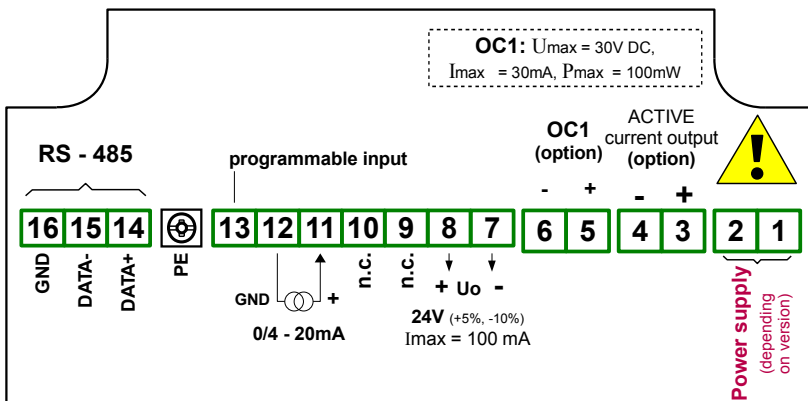 OC1: Umax = 30V DC,
Imax = 30mA, Pmax = 100mW
RS - 485
programmable input
OC1
(option)
- +
ACTIVE
current output
(option)
- +
!
16 15 14 13 12 11 10 9 8 7 6 5 4 3 2 1
GND
DATA-
DATA+
PE
GND +
0/4 - 20mA
n.c.
n.c.
+ Uo -
24V (+5%, -10%)
Imax = 100 mA
Power supply
(depending
on version)